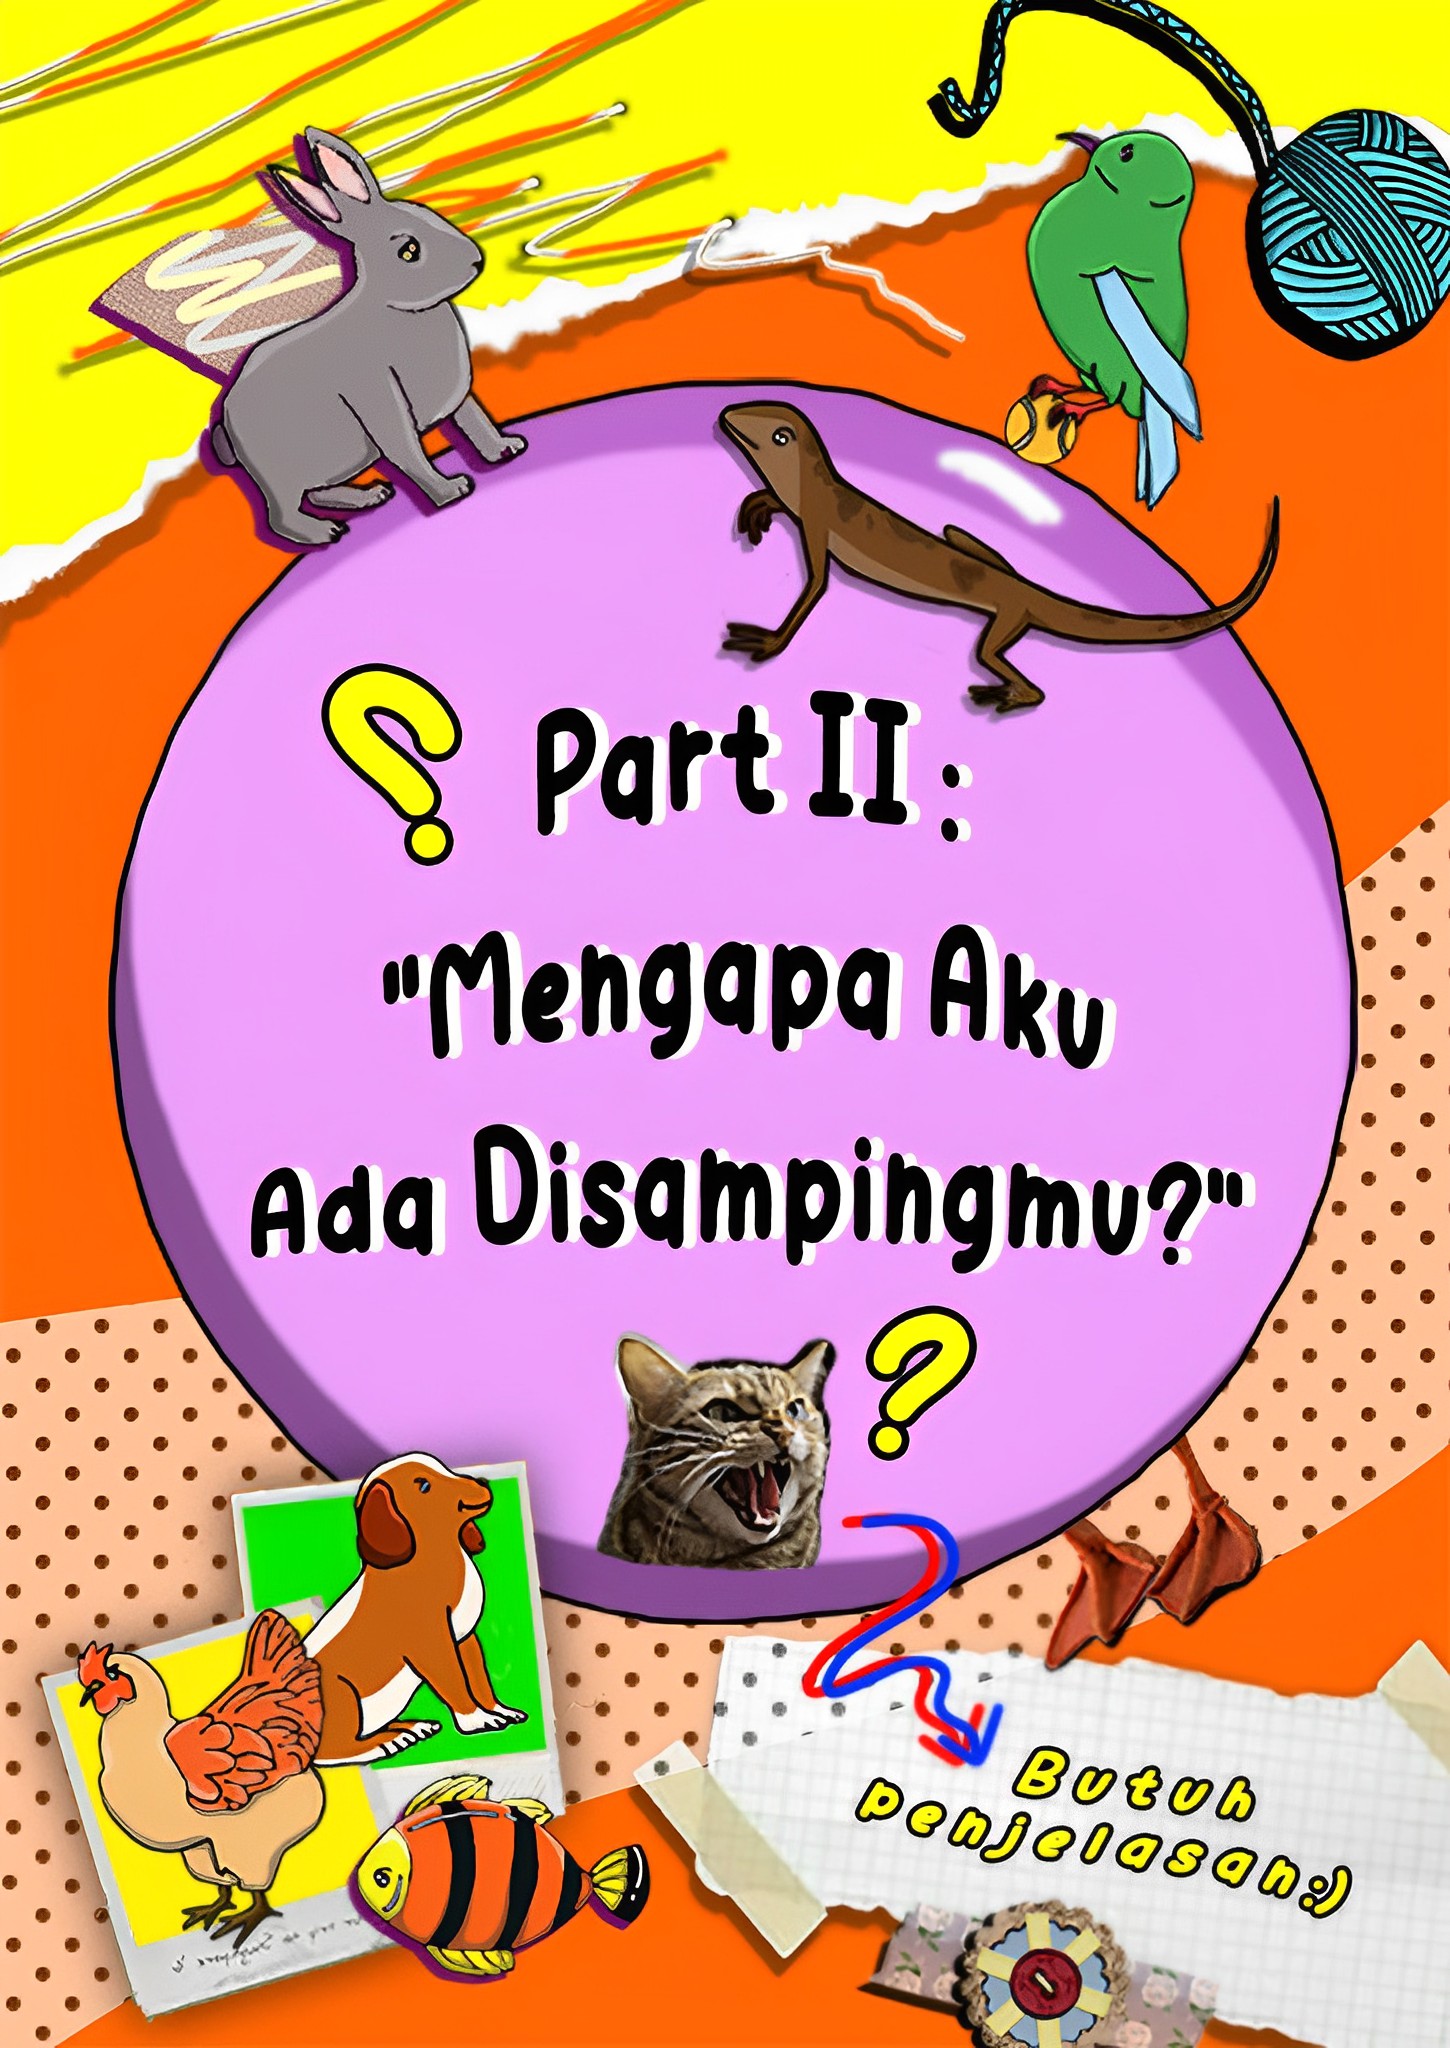 Part II :
"Mengapa Aku
Ada Disampingmu?"
Butuh
penjelasan:)